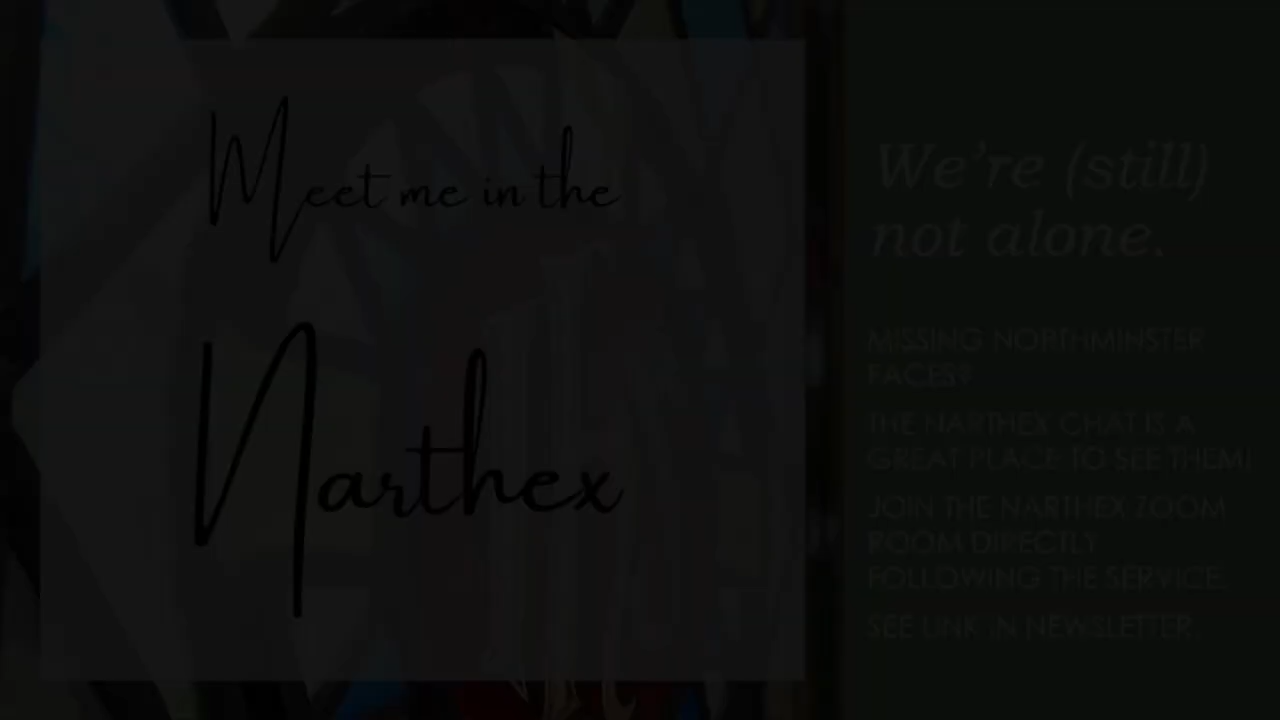 Meet me in the
Narthex
We're (still)
not alone.
MISSING NORTHMINSTER
FACES?
THE NARTHEX CHAT IS A
GREAT PLACE TO SEE THEM!
JOIN THE NARTHEX ZOOM
ROOM DIRECTLY
FOLLOWING THE SERVICE.
SEE LINK IN NEWSLETTER.